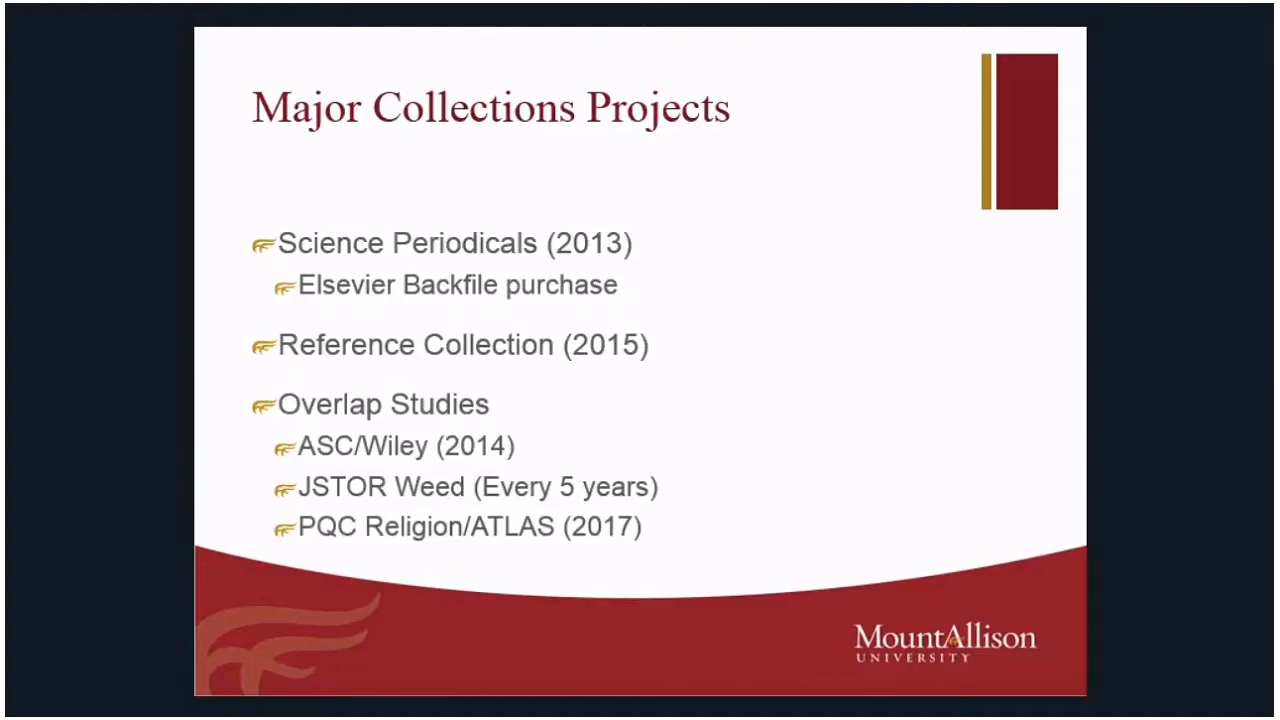 Major Collections Projects
Science Periodicals (2013)
Elsevier Backfile purchase
Reference Collection (2015)
Overlap Studies
ASC/Wiley (2014)
JSTOR Weed (Every 5 years)
PQC Religion/ATLAS (2017)
MountAllison
UNIVERSITY